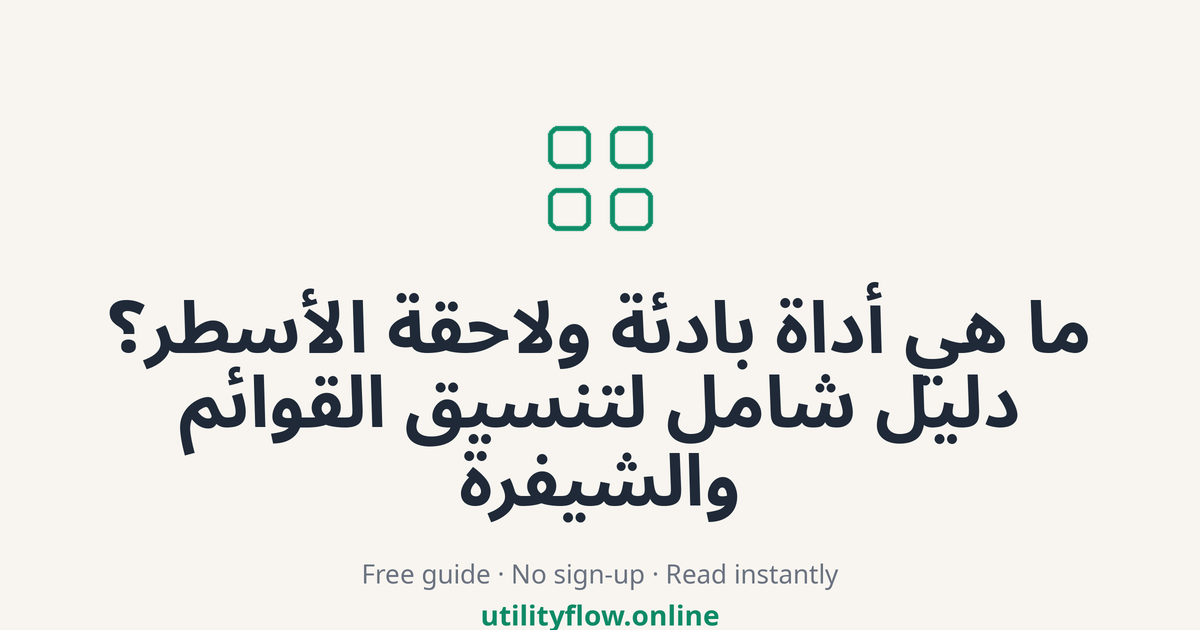 ما هي أداة بادئة ولاحقة الأسطر؟
دليل شامل لتنسيق القوائم
والشيفرة
Free guide · No sign-up · Read instantly
utilityflow.online